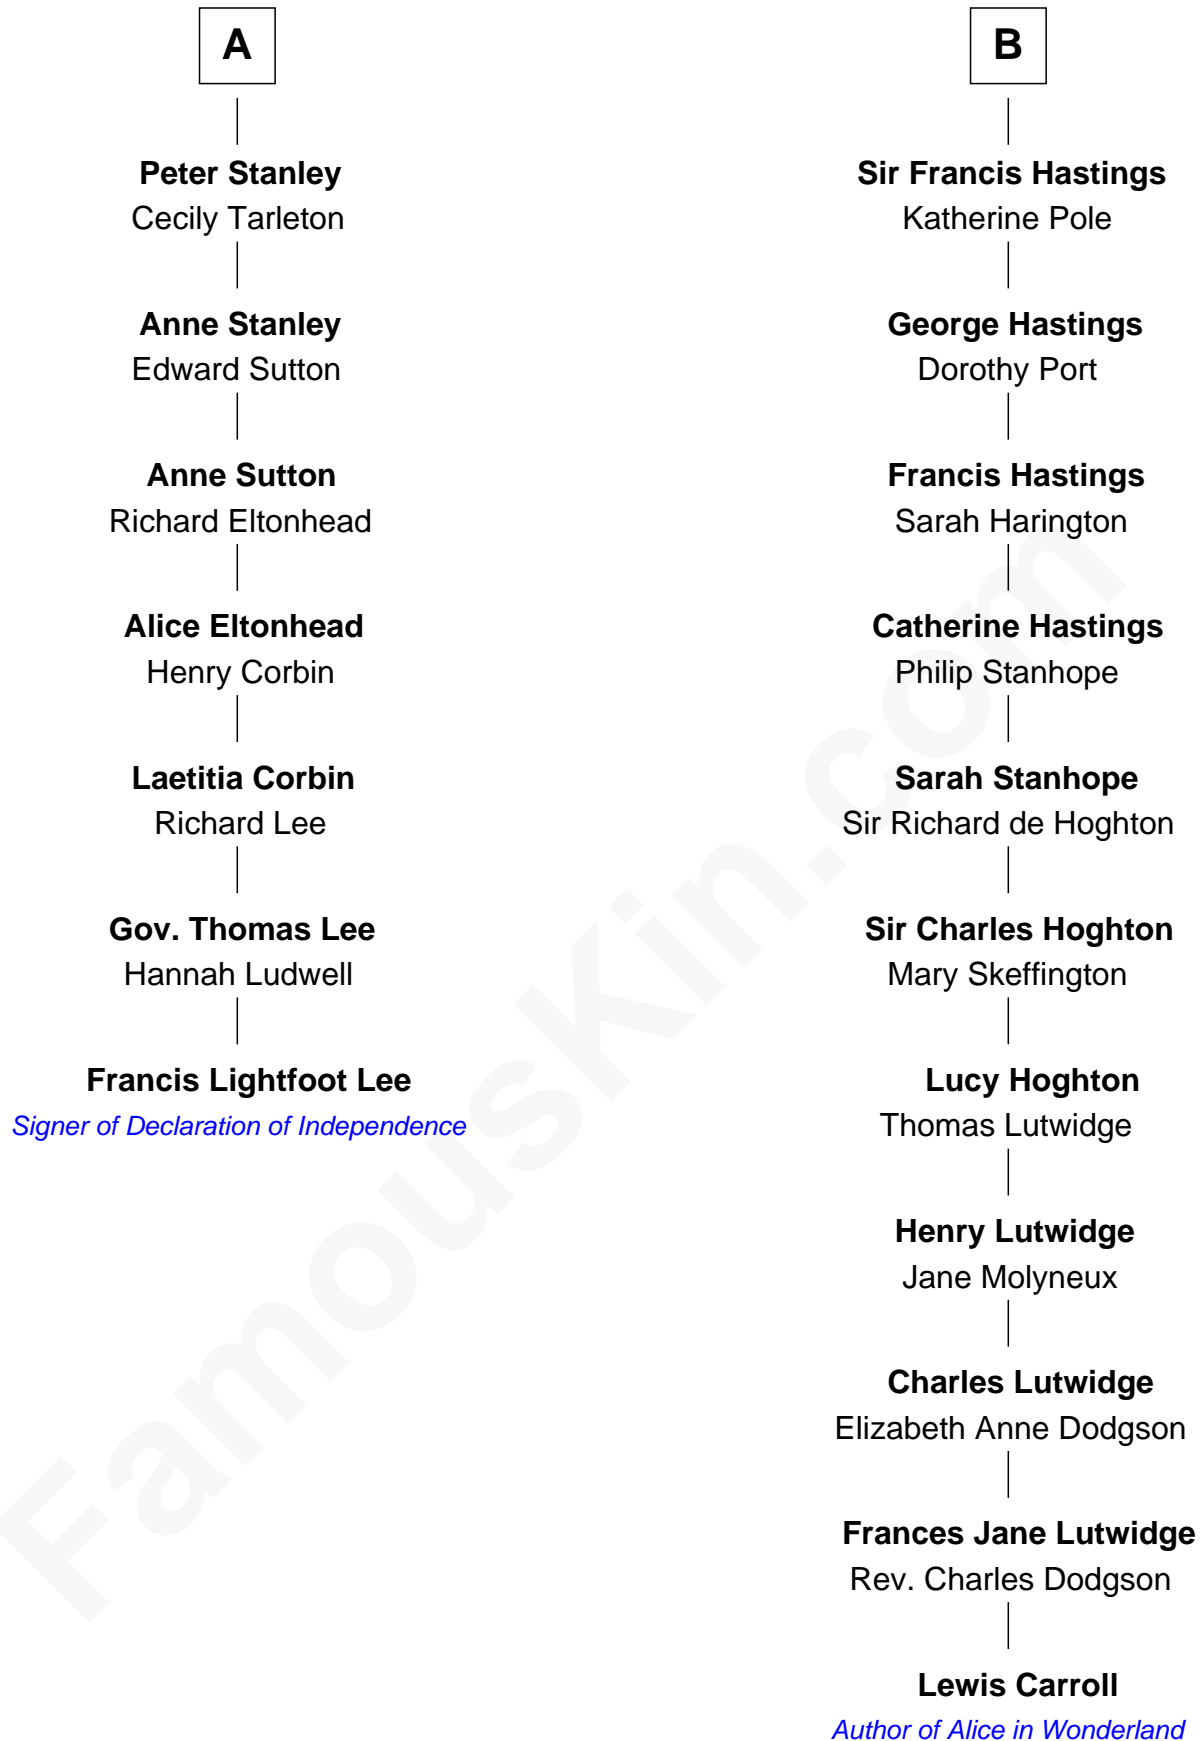 A
Peter Stanley
Cecily Tarleton
Anne Stanley
Edward Sutton
Anne Sutton
Richard Eltonhead
Alice Eltonhead
Henry Corbin
Laetitia Corbin
Richard Lee
Gov. Thomas Lee
Hannah Ludwell
Francis Lightfoot Lee
Signer of Declaration of Independence
B
Sir Francis Hastings
Katherine Pole
George Hastings
Dorothy Port
Francis Hastings
Sarah Harington
Catherine Hastings
Philip Stanhope
Sarah Stanhope
Sir Richard de Hoghton
Sir Charles Hoghton
Mary Skeffington
Lucy Hoghton
Thomas Lutwidge
Henry Lutwidge
Jane Molyneux
Charles Lutwidge
Elizabeth Anne Dodgson
Frances Jane Lutwidge
Rev. Charles Dodgson
Lewis Carroll
Author of Alice in Wonderland
FamousKin.com